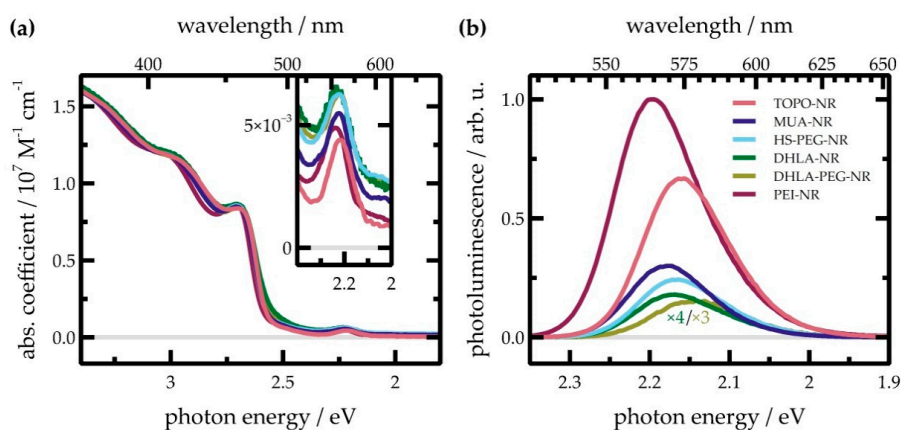 (a)
wavelength / nm
400 450 500 600
abs. coefficient / 10⁷ M⁻¹ cm⁻¹
1.5
1.0
0.5
0.0
5×10⁻³
0
2.2 2
3 2.5 2
photon energy / eV
(b)
wavelength / nm
550 575 600 625 650
photoluminescence / arb. u.
1.0
0.5
0.0
TOPO-NR
MUA-NR
HS-PEG-NR
DHLA-NR
DHLA-PEG-NR
PEI-NR
×4/×3
2.3 2.2 2.1 2 1.9
photon energy / eV